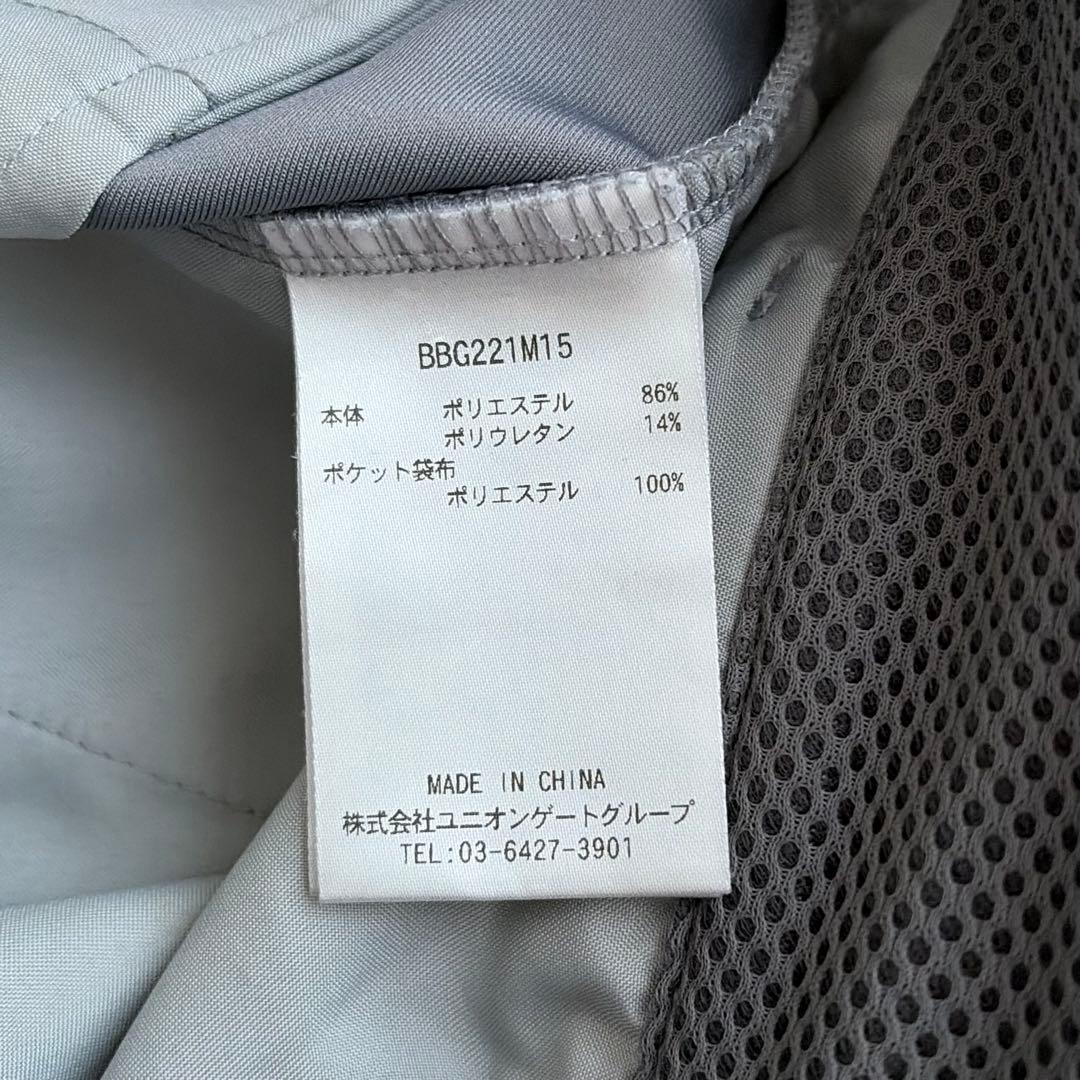 BBG221M15
本体 ポリエステル 86%
ポリウレタン 14%
ポケット袋布
ポリエステル 100%
MADE IN CHINA
株式会社ユニオンゲートグループ
TEL:03-6427-3901